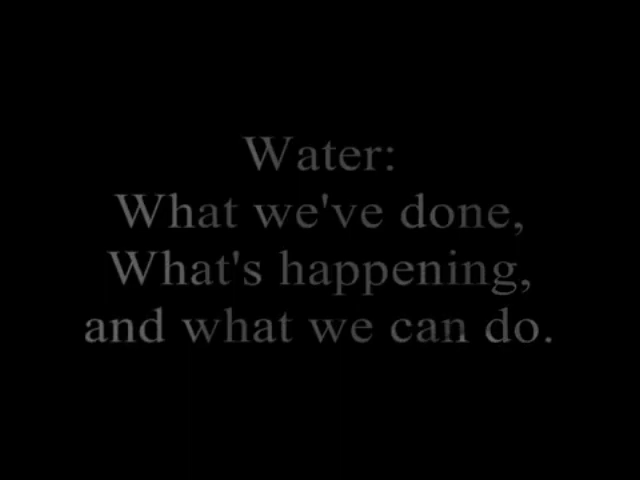 Water:
What we've done,
What's happening,
and what we can do.